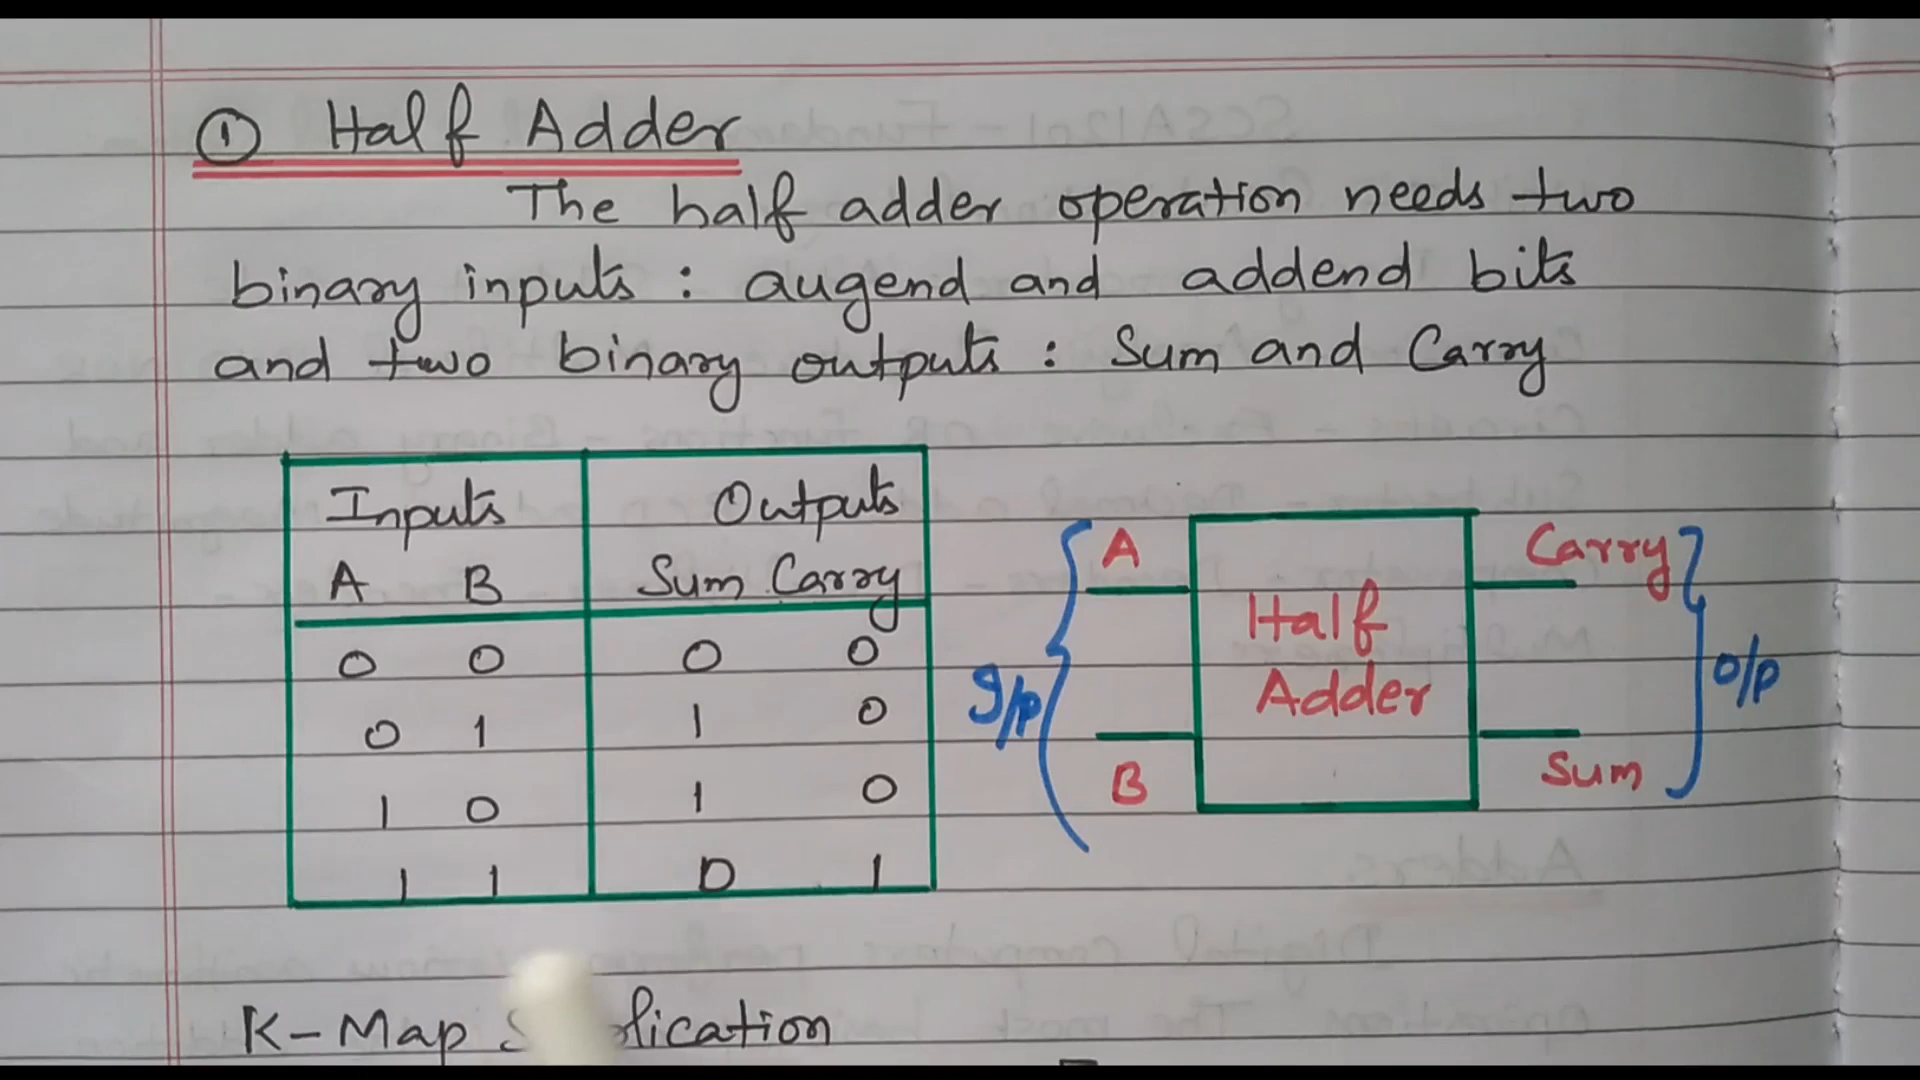 ① Half Adder
The half adder operation needs two
binary inputs : augend and addend bits
and two binary outputs : Sum and Carry
Inputs Outputs
A B Sum Carry
0 0 0 0
0 1 1 0
1 0 1 0
1 1 0 1
I/p
A
B
Half
Adder
Carry
Sum
o/p
K-Map